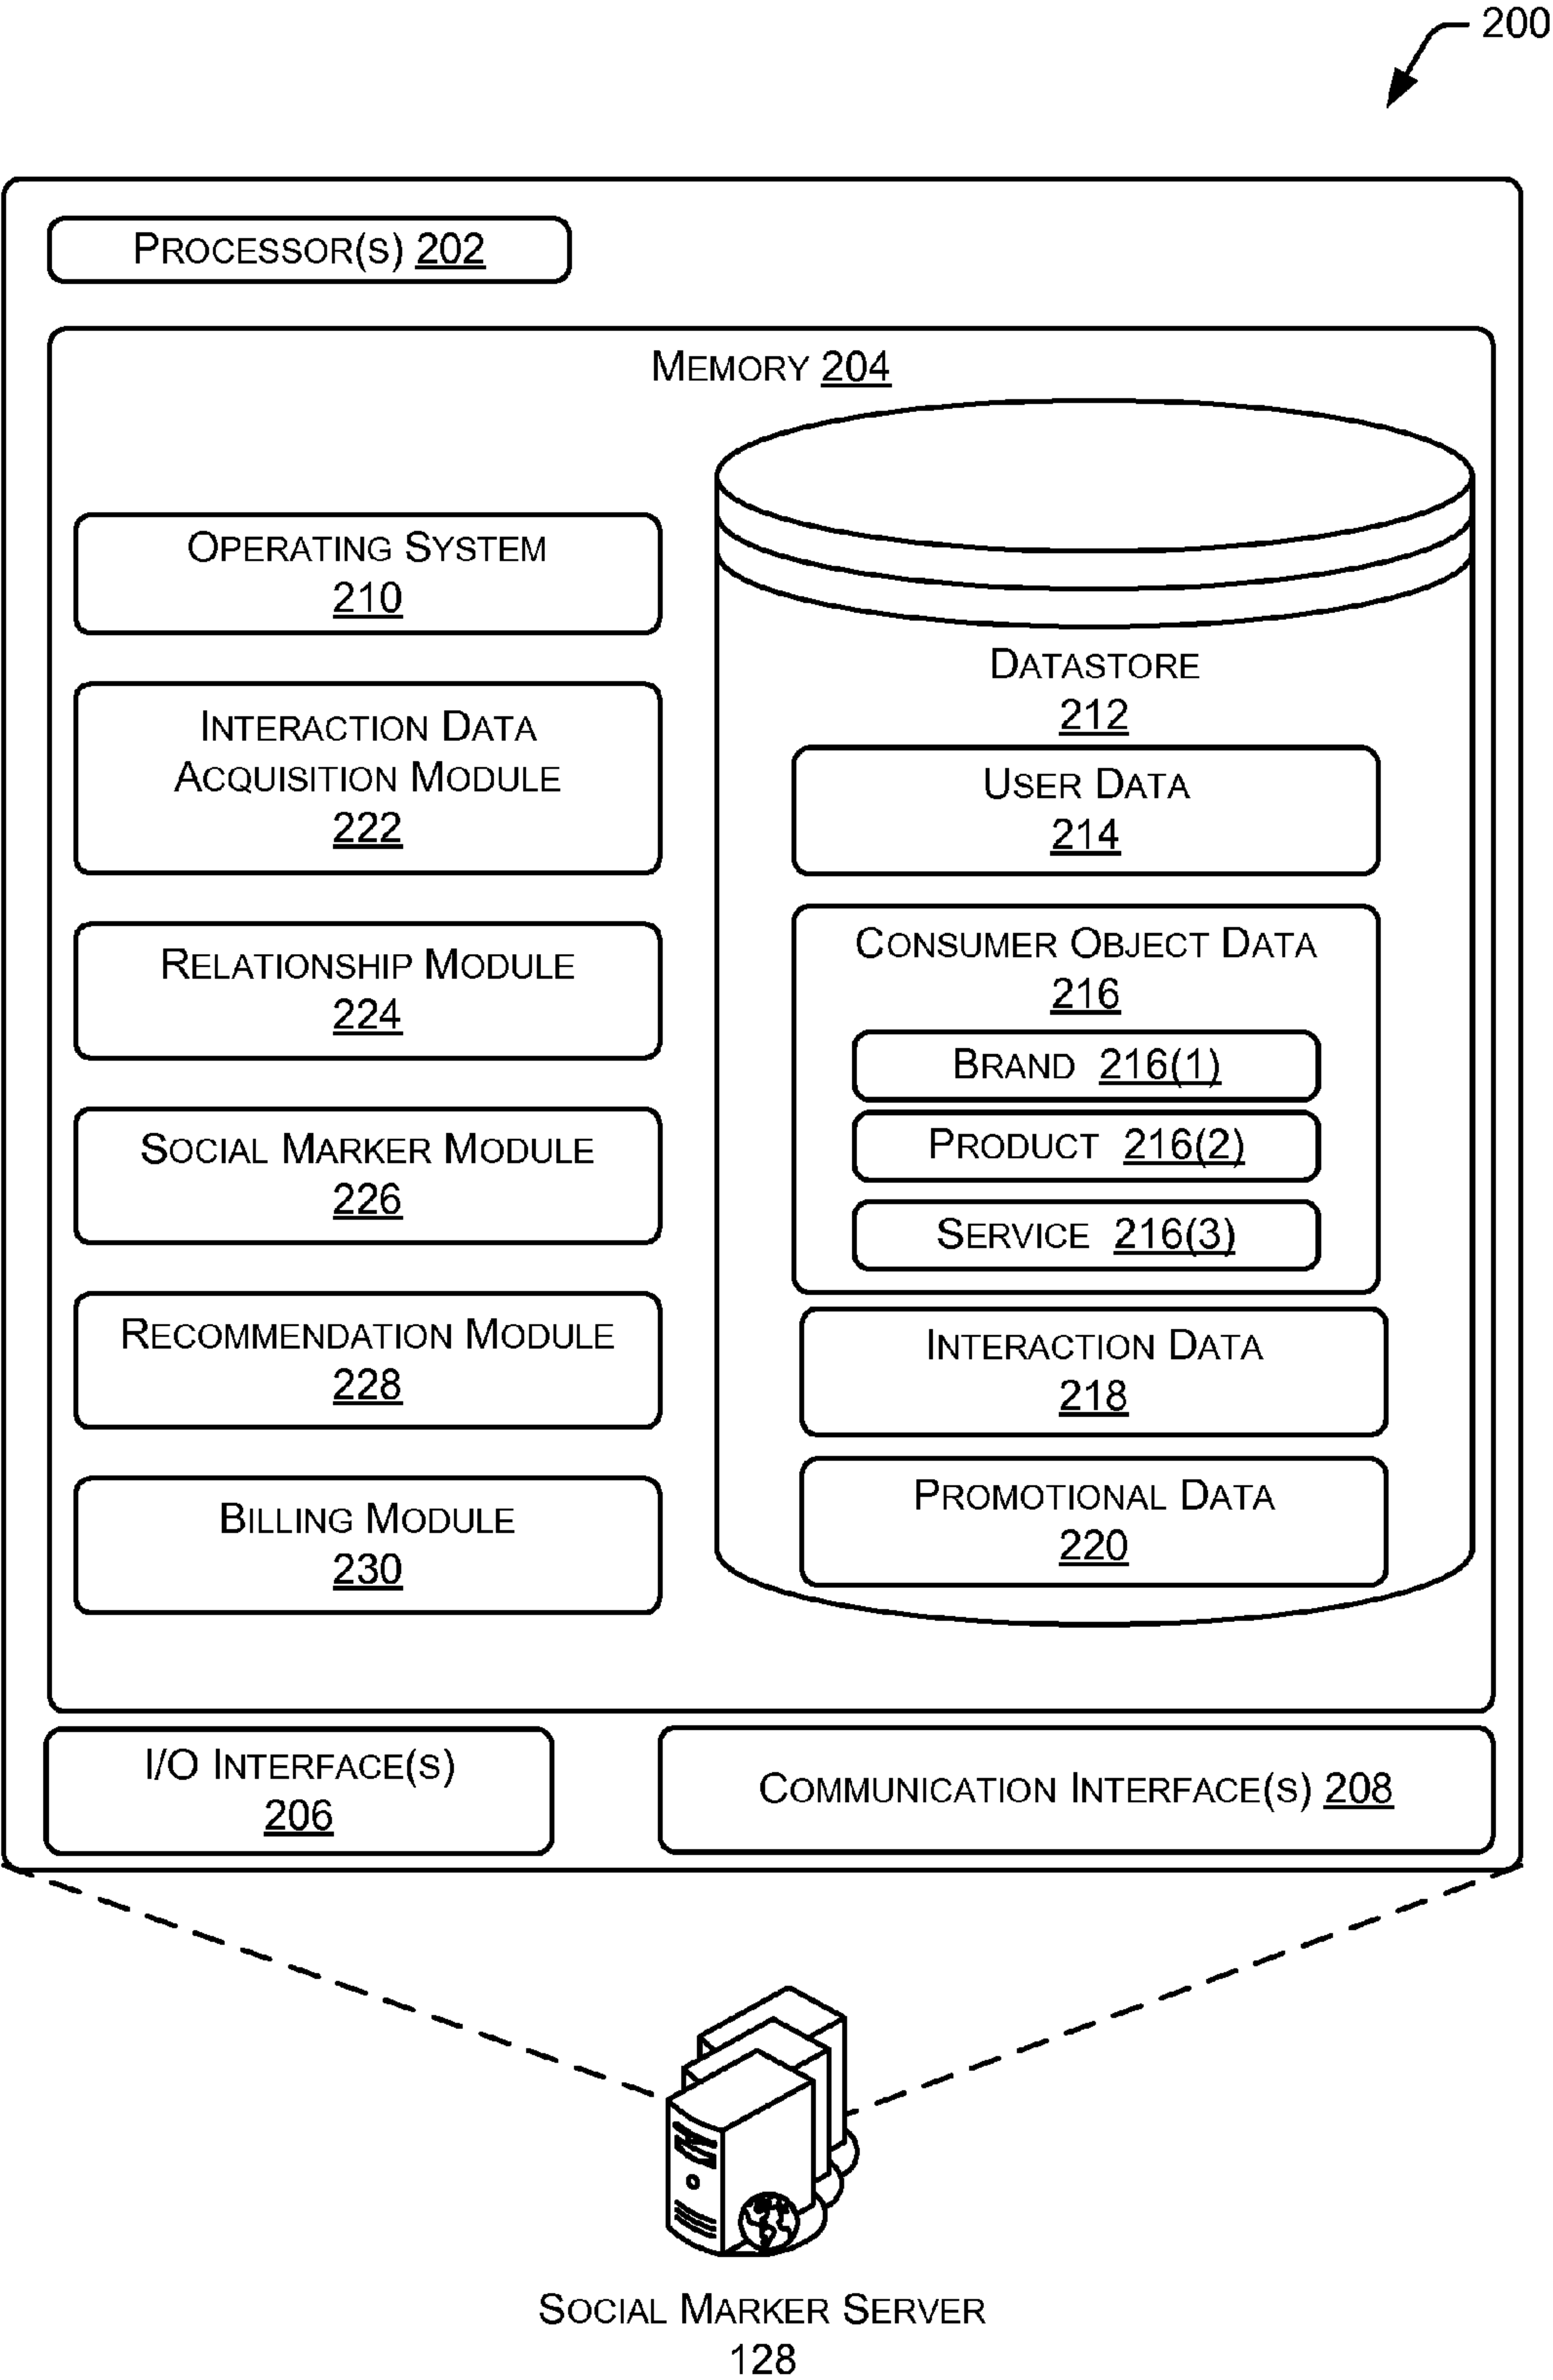 200
PROCESSOR(S) 202
MEMORY 204
OPERATING SYSTEM
210
INTERACTION DATA
ACQUISITION MODULE
222
RELATIONSHIP MODULE
224
SOCIAL MARKER MODULE
226
RECOMMENDATION MODULE
228
BILLING MODULE
230
DATASTORE
212
USER DATA
214
CONSUMER OBJECT DATA
216
BRAND 216(1)
PRODUCT 216(2)
SERVICE 216(3)
INTERACTION DATA
218
PROMOTIONAL DATA
220
I/O INTERFACE(S)
206
COMMUNICATION INTERFACE(S) 208
SOCIAL MARKER SERVER
128